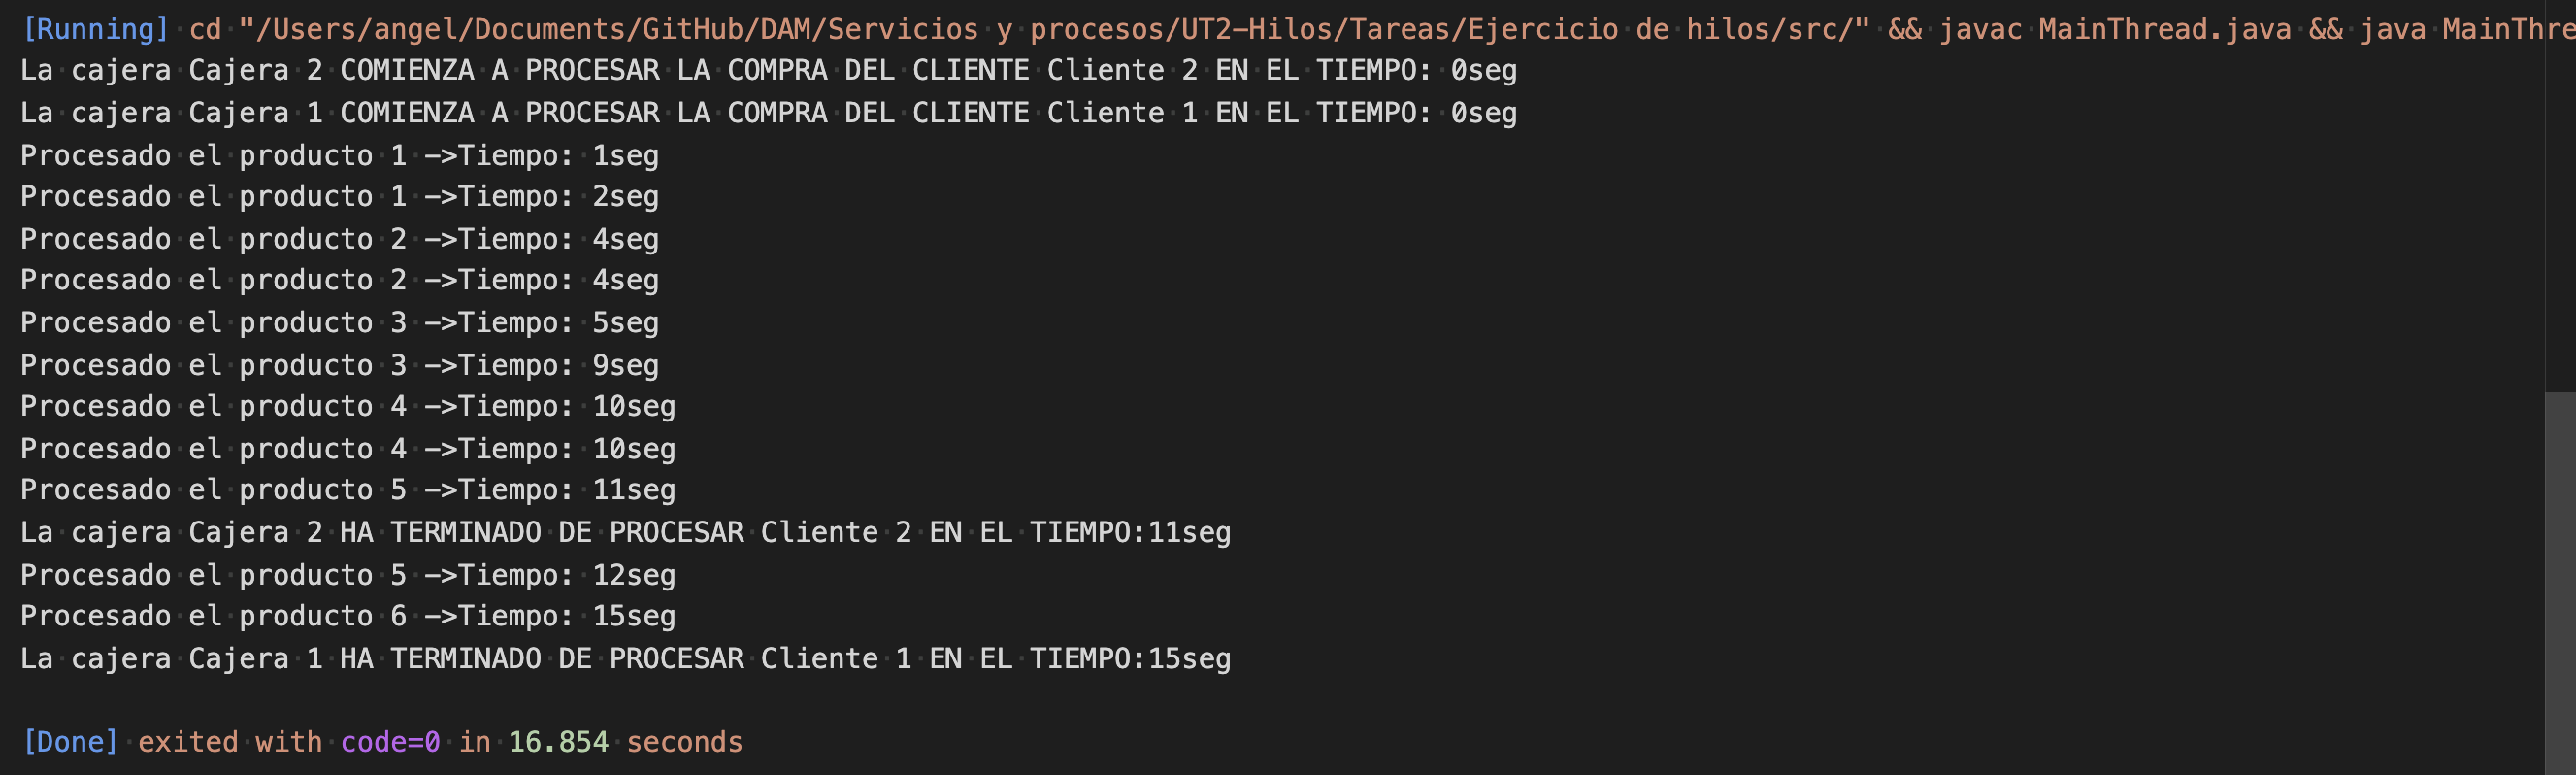 [Running] cd "/Users/angel/Documents/GitHub/DAM/Servicios y procesos/UT2-Hilos/Tareas/Ejercicio de hilos/src/" && javac MainThread.java && java MainThre
La cajera Cajera 2 COMIENZA A PROCESAR LA COMPRA DEL CLIENTE Cliente 2 EN EL TIEMPO: 0seg
La cajera Cajera 1 COMIENZA A PROCESAR LA COMPRA DEL CLIENTE Cliente 1 EN EL TIEMPO: 0seg
Procesado el producto 1 ->Tiempo: 1seg
Procesado el producto 1 ->Tiempo: 2seg
Procesado el producto 2 ->Tiempo: 4seg
Procesado el producto 2 ->Tiempo: 4seg
Procesado el producto 3 ->Tiempo: 5seg
Procesado el producto 3 ->Tiempo: 9seg
Procesado el producto 4 ->Tiempo: 10seg
Procesado el producto 4 ->Tiempo: 10seg
Procesado el producto 5 ->Tiempo: 11seg
La cajera Cajera 2 HA TERMINADO DE PROCESAR Cliente 2 EN EL TIEMPO:11seg
Procesado el producto 5 ->Tiempo: 12seg
Procesado el producto 6 ->Tiempo: 15seg
La cajera Cajera 1 HA TERMINADO DE PROCESAR Cliente 1 EN EL TIEMPO:15seg
[Done] exited with code=0 in 16.854 seconds